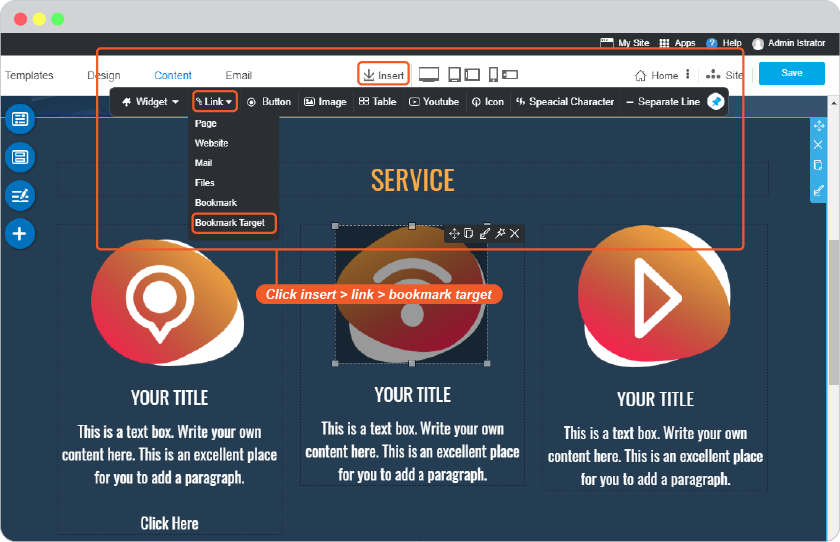 My Site Apps Help Admin Istrator
Templates Design Content Email Insert Home Site Save
Widget Link Button Image Table Youtube Icon Speacial Character Separate Line
Page
Website
Mail
Files
Bookmark
Bookmark Target
SERVICE
Click insert > link > bookmark target
YOUR TITLE
This is a text box. Write your own
content here. This is an excellent place
for you to add a paragraph.
Click Here
YOUR TITLE
This is a text box. Write your own
content here. This is an excellent place
for you to add a paragraph.
YOUR TITLE
This is a text box. Write your own
content here. This is an excellent place
for you to add a paragraph.